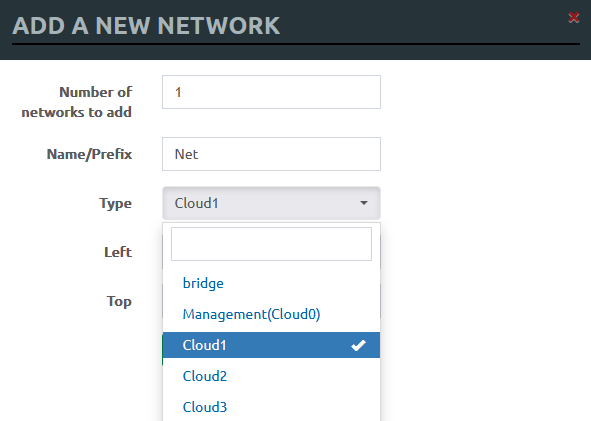 ADD A NEW NETWORK
Number of
networks to add
1
Name/Prefix
Net
Type
Cloud1
Left
bridge
Top
Management(Cloud0)
Cloud1
Cloud2
Cloud3